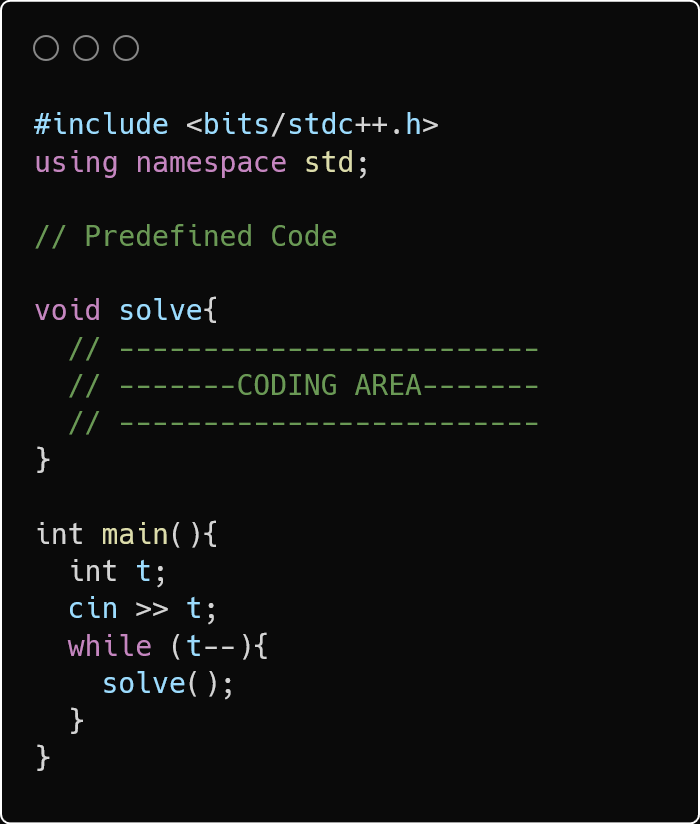 #include <bits/stdc++.h>
using namespace std;
// Predefined Code
void solve{
  // -------------------------
  // -------CODING AREA-------
  // -------------------------
}
int main(){
  int t;
  cin >> t;
  while (t--){
    solve();
  }
}